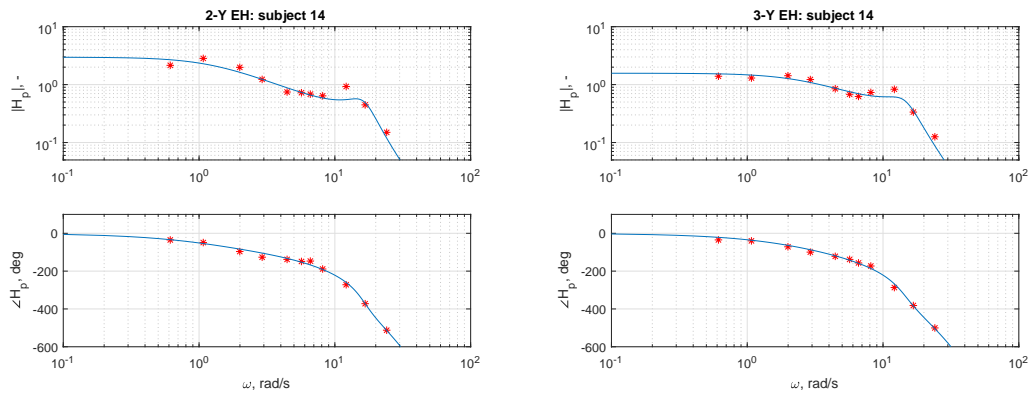 2-Y EH: subject 14
|H_p|, -
10^1
10^0
10^-1
10^-1 10^0 10^1 10^2
∠H_p, deg
0
-200
-400
-600
10^-1 10^0 10^1 10^2
ω, rad/s
3-Y EH: subject 14
|H_p|, -
10^1
10^0
10^-1
10^-1 10^0 10^1 10^2
∠H_p, deg
0
-200
-400
-600
10^-1 10^0 10^1 10^2
ω, rad/s